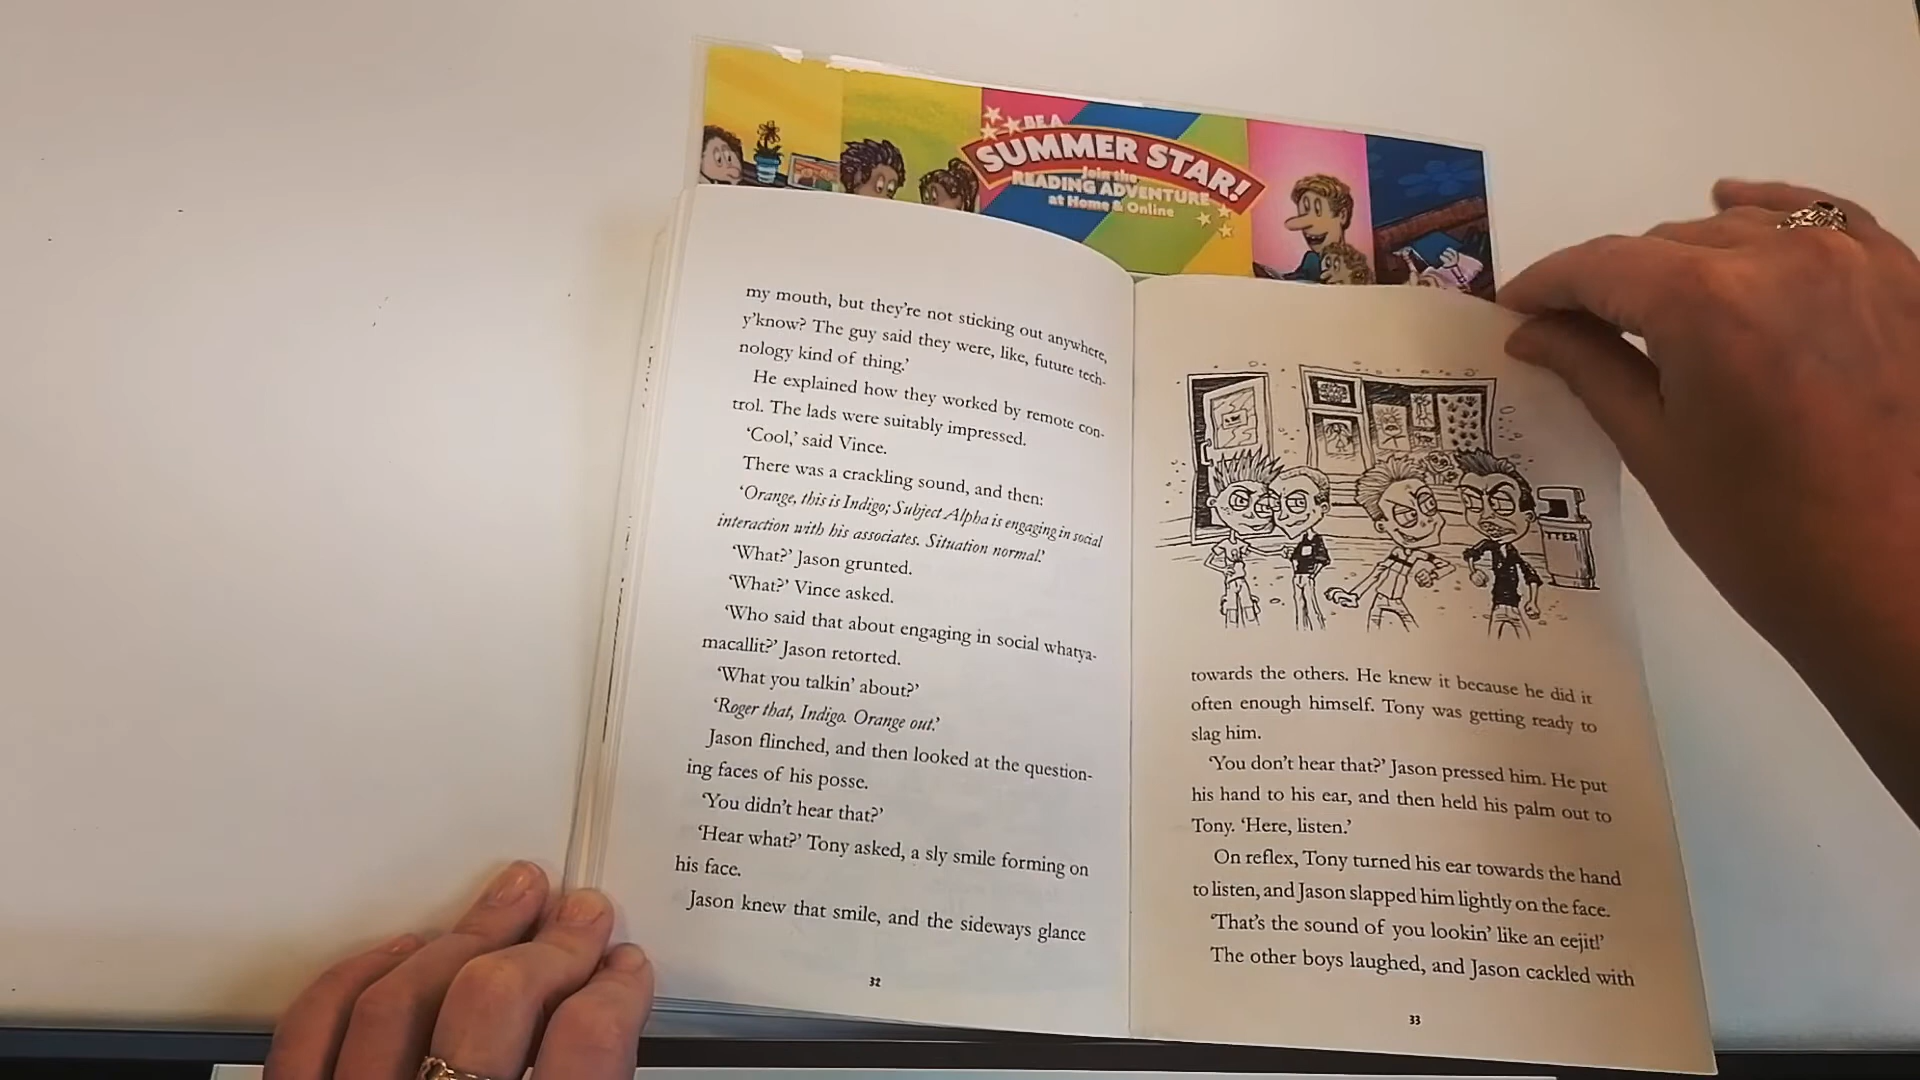 BE A
SUMMER STAR!
Join the
READING ADVENTURE
at Home & Online
my mouth, but they're not sticking out anywhere,
y'know? The guy said they were, like, future tech-
nology kind of thing.'
He explained how they worked by remote con-
trol. The lads were suitably impressed.
'Cool,' said Vince.
There was a crackling sound, and then:
'Orange, this is Indigo; Subject Alpha is engaging in social
interaction with his associates. Situation normal.'
'What?' Jason grunted.
'What?' Vince asked.
'Who said that about engaging in social whatya-
macallit?' Jason retorted.
'What you talkin' about?'
'Roger that, Indigo. Orange out.'
Jason flinched, and then looked at the question-
ing faces of his posse.
'You didn't hear that?'
'Hear what?' Tony asked, a sly smile forming on
his face.
Jason knew that smile, and the sideways glance
32
TTER
towards the others. He knew it because he did it
often enough himself. Tony was getting ready to
slag him.
'You don't hear that?' Jason pressed him. He put
his hand to his ear, and then held his palm out to
Tony. 'Here, listen.'
On reflex, Tony turned his ear towards the hand
to listen, and Jason slapped him lightly on the face.
'That's the sound of you lookin' like an eejit!'
The other boys laughed, and Jason cackled with
33